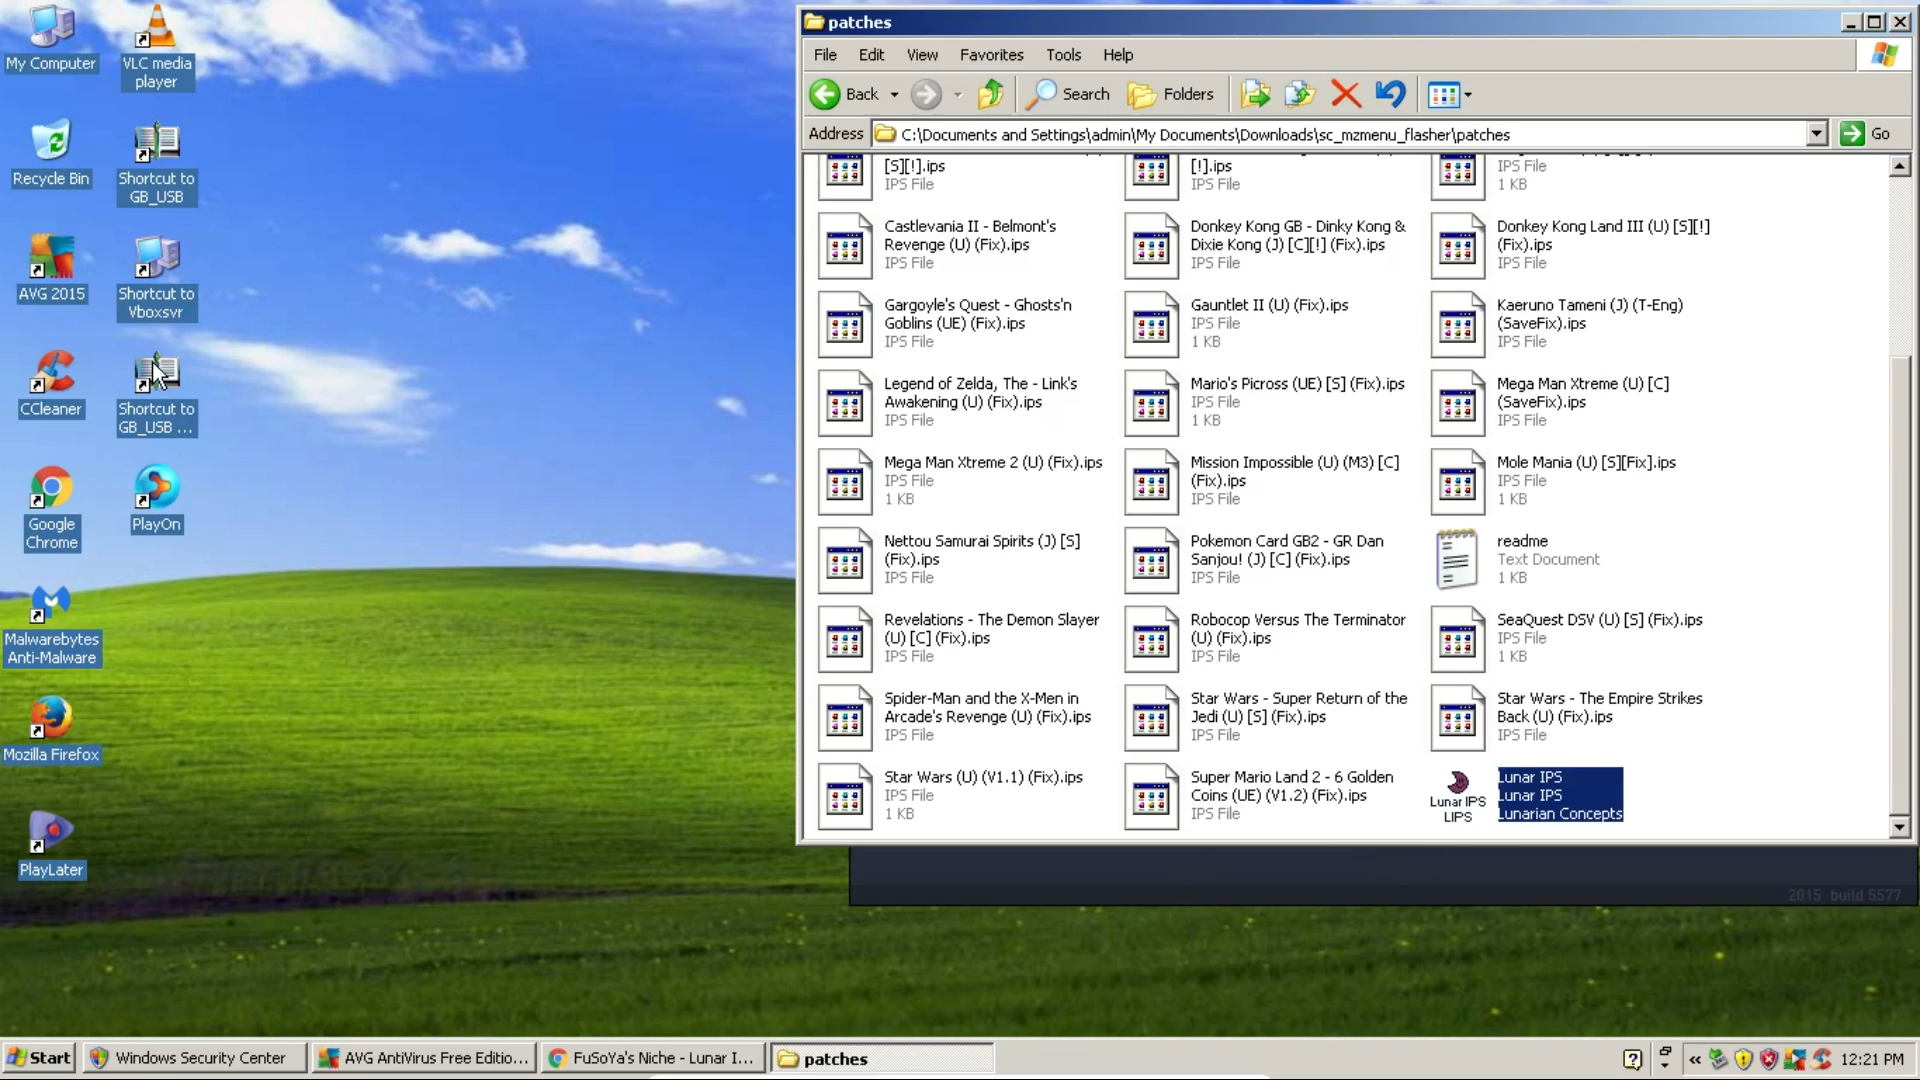 My Computer
VLC media
player
Recycle Bin
Shortcut to
GB_USB
AVG 2015
Shortcut to
Vboxsvr
CCleaner
Shortcut to
GB_USB ...
Google
Chrome
PlayOn
Malwarebytes
Anti-Malware
Mozilla Firefox
PlayLater
patches
File Edit View Favorites Tools Help
Back Search Folders
Address C:\Documents and Settings\admin\My Documents\Downloads\sc_mzmenu_flasher\patches Go
[S][!].ips
IPS File
[!].ips
IPS File
IPS File
1 KB
Castlevania II - Belmont's
Revenge (U) (Fix).ips
IPS File
Donkey Kong GB - Dinky Kong &
Dixie Kong (J) [C][!] (Fix).ips
IPS File
Donkey Kong Land III (U) [S][!]
(Fix).ips
IPS File
Gargoyle's Quest - Ghosts'n
Goblins (UE) (Fix).ips
IPS File
Gauntlet II (U) (Fix).ips
IPS File
1 KB
Kaeruno Tameni (J) (T-Eng)
(SaveFix).ips
IPS File
Legend of Zelda, The - Link's
Awakening (U) (Fix).ips
IPS File
Mario's Picross (UE) [S] (Fix).ips
IPS File
1 KB
Mega Man Xtreme (U) [C]
(SaveFix).ips
IPS File
Mega Man Xtreme 2 (U) (Fix).ips
IPS File
1 KB
Mission Impossible (U) (M3) [C]
(Fix).ips
IPS File
Mole Mania (U) [S][Fix].ips
IPS File
1 KB
Nettou Samurai Spirits (J) [S]
(Fix).ips
IPS File
Pokemon Card GB2 - GR Dan
Sanjou! (J) [C] (Fix).ips
IPS File
readme
Text Document
1 KB
Revelations - The Demon Slayer
(U) [C] (Fix).ips
IPS File
Robocop Versus The Terminator
(U) (Fix).ips
IPS File
SeaQuest DSV (U) [S] (Fix).ips
IPS File
1 KB
Spider-Man and the X-Men in
Arcade's Revenge (U) (Fix).ips
IPS File
Star Wars - Super Return of the
Jedi (U) [S] (Fix).ips
IPS File
Star Wars - The Empire Strikes
Back (U) (Fix).ips
IPS File
Star Wars (U) (V1.1) (Fix).ips
IPS File
1 KB
Super Mario Land 2 - 6 Golden
Coins (UE) (V1.2) (Fix).ips
IPS File
Lunar IPS
LIPS
Lunar IPS
Lunar IPS
Lunarian Concepts
2015 build 5577
Start Windows Security Center AVG AntiVirus Free Editio... FuSoYa's Niche - Lunar I... patches 12:21 PM